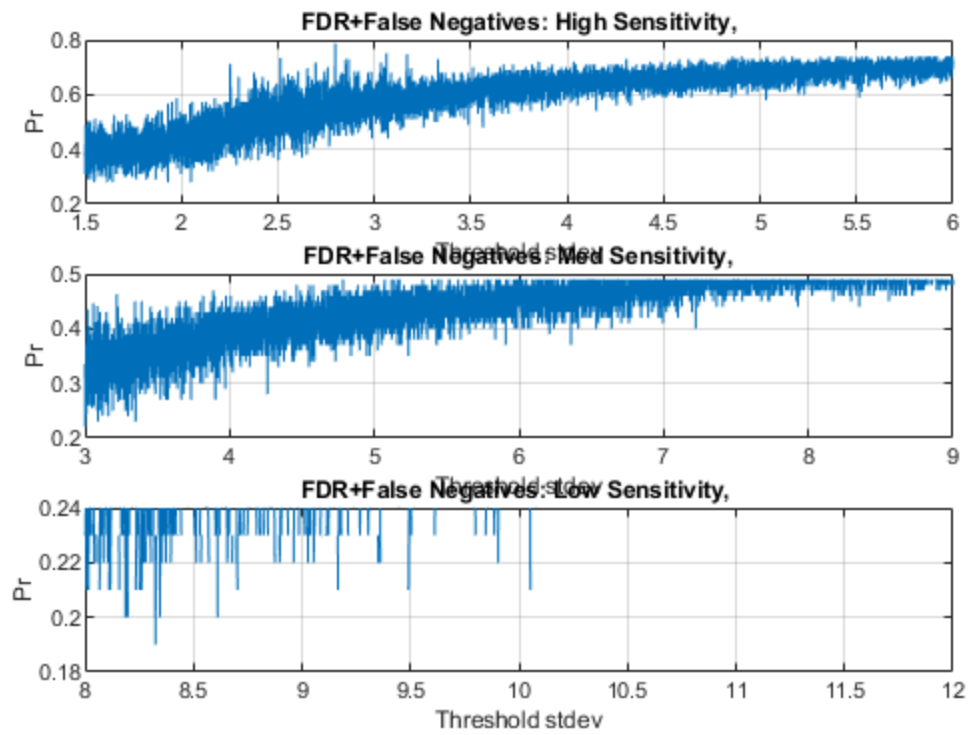 FDR+False Negatives: High Sensitivity,
0.8
0.6
0.4
0.2
Pr
1.5 2 2.5 3 3.5 4 4.5 5 5.5 6
Threshold stdev
FDR+False Negatives: Med Sensitivity,
0.5
0.4
0.3
0.2
Pr
3 4 5 6 7 8 9
Threshold stdev
FDR+False Negatives: Low Sensitivity,
0.24
0.22
0.2
0.18
Pr
8 8.5 9 9.5 10 10.5 11 11.5 12
Threshold stdev